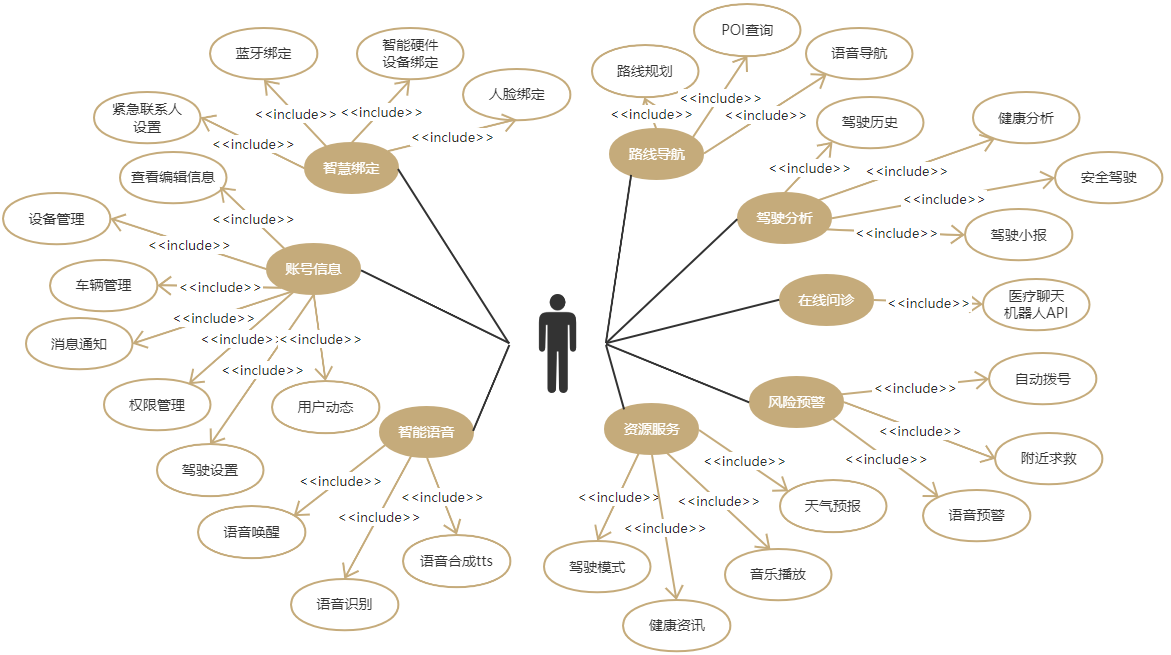 POI查询
蓝牙绑定
智能硬件
设备绑定
语音导航
路线规划
<<include>>
<<include>>
人脸绑定
<<include>>
<<include>>
<<include>>
紧急联系人
设置
<<include>>
<<include>>
驾驶历史
健康分析
路线导航
智慧绑定
<<include>>
<<include>>
查看编辑信息
安全驾驶
<<include>>
设备管理
<<include>>
驾驶分析
<<include>>
驾驶小报
<<include>>
账号信息
车辆管理
<<include>>
在线问诊
<<include>>
医疗聊天
机器人API
<<include>>
消息通知
<<include>>
<<include>>
<<include>>
自动拨号
<<include>>
权限管理
用户动态
风险预警
智能语音
资源服务
<<include>>
附近求救
<<include>>
<<include>>
驾驶设置
<<include>>
<<include>>
<<include>>
<<include>>
天气预报
语音预警
<<include>>
<<include>>
语音唤醒
语音合成tts
驾驶模式
音乐播放
语音识别
健康资讯